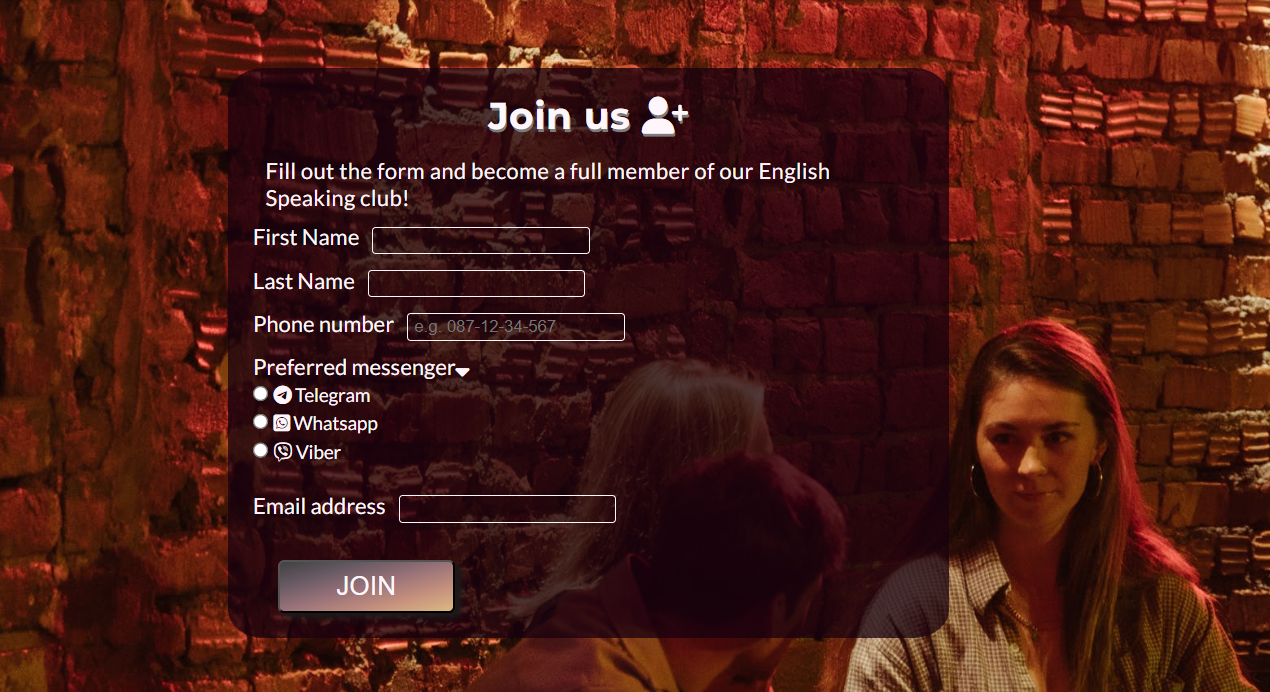 Join us
Fill out the form and become a full member of our English
Speaking club!
First Name
Last Name
Phone number e.g. 087-12-34-567
Preferred messenger
Telegram
Whatsapp
Viber
Email address
JOIN